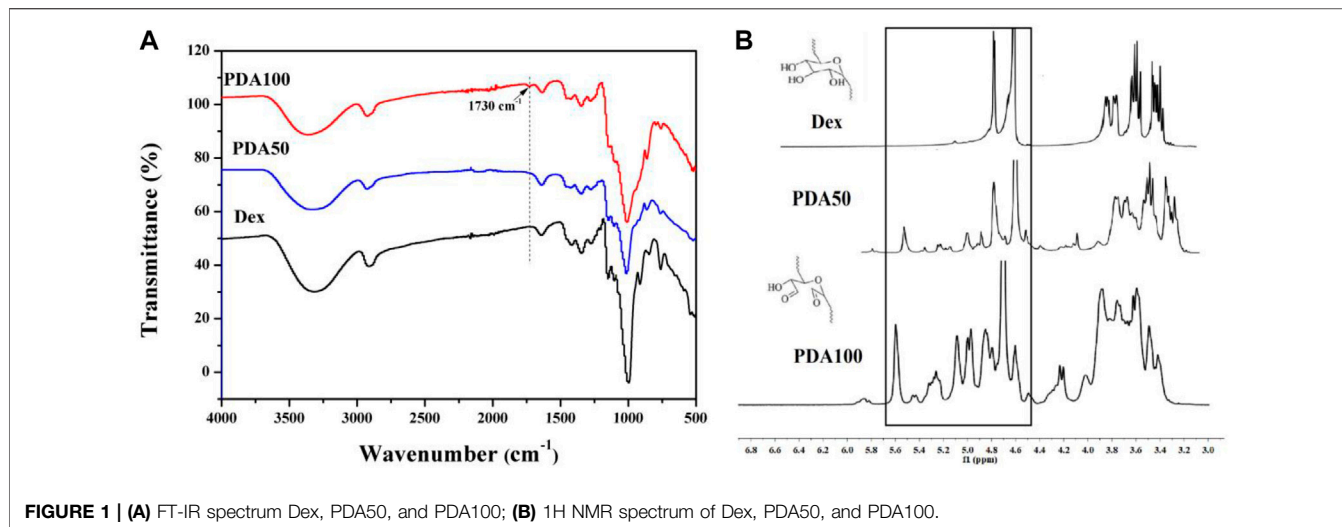 A
120
100
80
60
40
20
0
Transmittance (%)
PDA100
PDA50
Dex
1730 cm⁻¹
4000 3500 3000 2500 2000 1500 1000 500
Wavenumber (cm⁻¹)
B
HO
HO
HO
OH
O
Dex
PDA50
HO
O
O
O
PDA100
6.8 6.6 6.4 6.2 6.0 5.8 5.6 5.4 5.2 5.0 4.8 4.6 4.4 4.2 4.0 3.8 3.6 3.4 3.2 3.0
f1 (ppm)
FIGURE 1 | (A) FT-IR spectrum Dex, PDA50, and PDA100; (B) 1H NMR spectrum of Dex, PDA50, and PDA100.